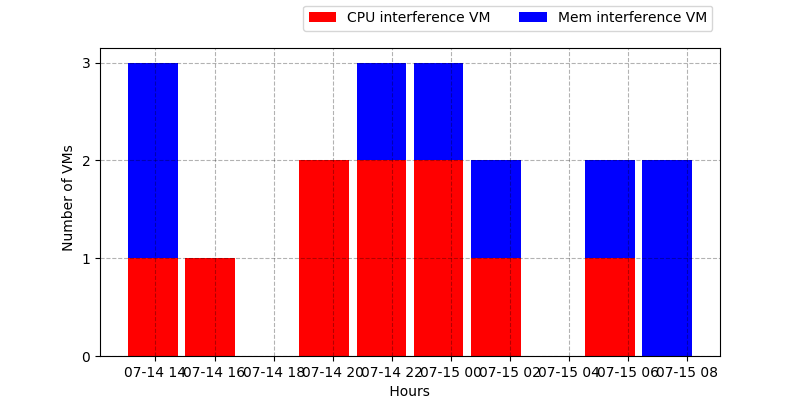 CPU interference VM   Mem interference VM
3
2
1
0
Number of VMs
07-14 14 07-14 16 07-14 18 07-14 20 07-14 22 07-15 00 07-15 02 07-15 04 07-15 06 07-15 08
Hours